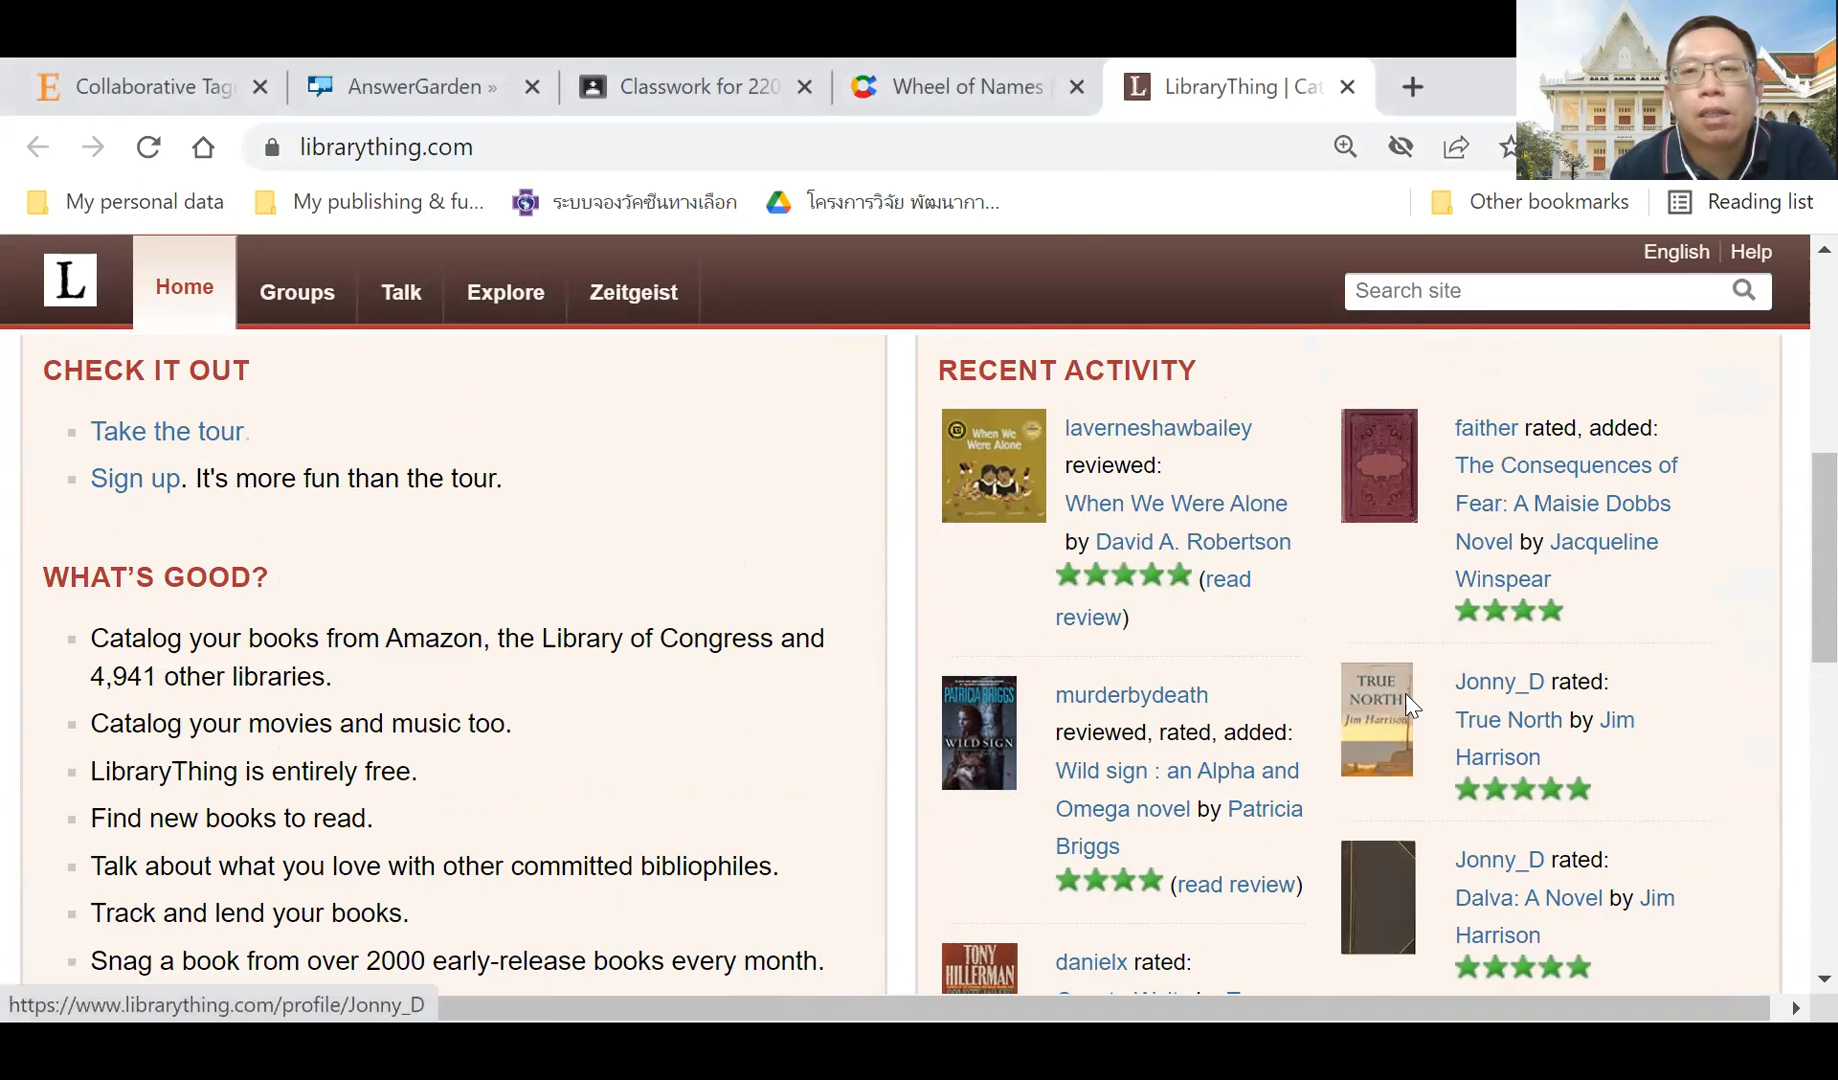 Collaborative Tag
AnswerGarden »
Classwork for 220
Wheel of Names
LibraryThing | Cat
librarything.com
My personal data
My publishing & fu...
ระบบจองวัคซีนทางเลือก
โครงการวิจัย พัฒนากา...
Other bookmarks
Reading list
English
Help
L
Home
Groups
Talk
Explore
Zeitgeist
Search site
CHECK IT OUT
Take the tour.
Sign up. It's more fun than the tour.
WHAT'S GOOD?
Catalog your books from Amazon, the Library of Congress and
4,941 other libraries.
Catalog your movies and music too.
LibraryThing is entirely free.
Find new books to read.
Talk about what you love with other committed bibliophiles.
Track and lend your books.
Snag a book from over 2000 early-release books every month.
RECENT ACTIVITY
When We
Were Alone
laverneshawbailey
reviewed:
When We Were Alone
by David A. Robertson
(read
review)
PATRICIA BRIGGS
WILD SIGN
murderbydeath
reviewed, rated, added:
Wild sign : an Alpha and
Omega novel by Patricia
Briggs
(read review)
TONY
HILLERMAN
danielx rated:
faither rated, added:
The Consequences of
Fear: A Maisie Dobbs
Novel by Jacqueline
Winspear
TRUE
NORTH
Jim Harrison
Jonny_D rated:
True North by Jim
Harrison
Jonny_D rated:
Dalva: A Novel by Jim
Harrison
https://www.librarything.com/profile/Jonny_D